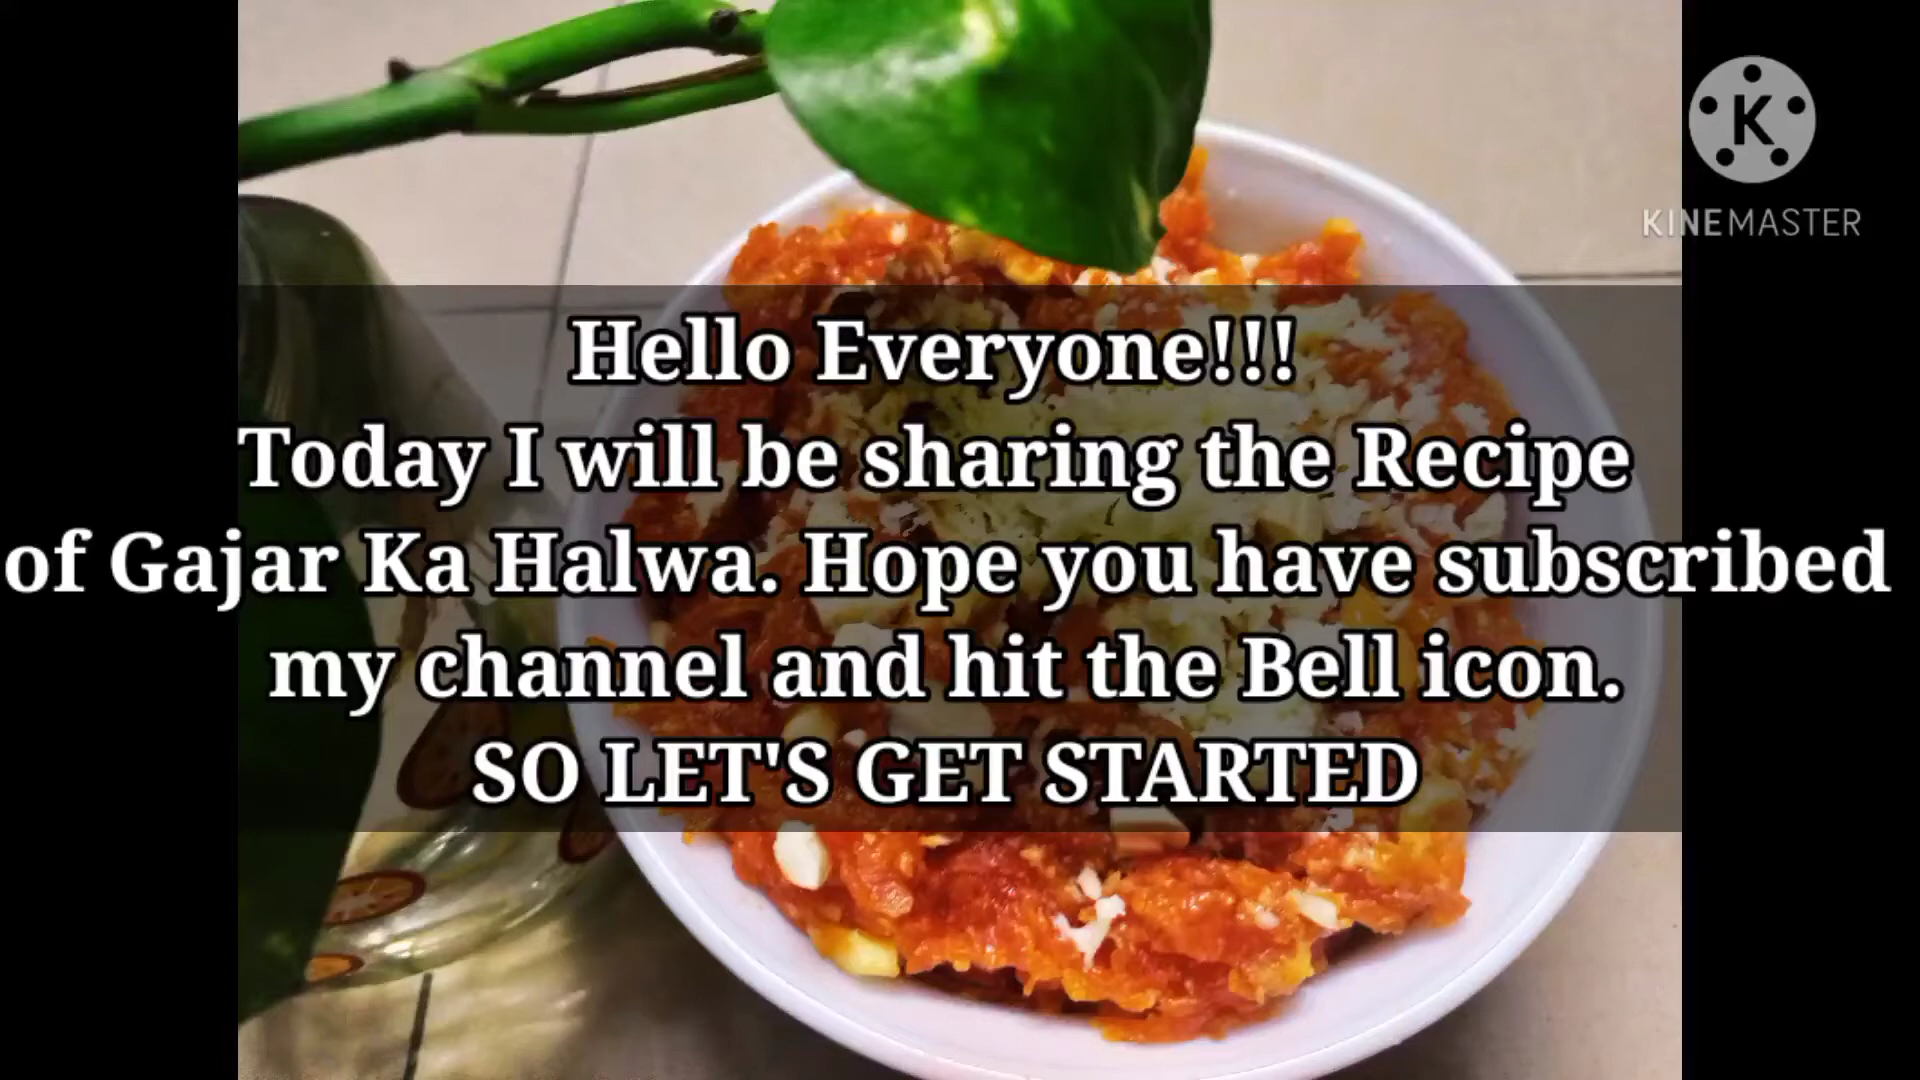 K
KINEMASTER
Hello Everyone!!!
Today I will be sharing the Recipe
of Gajar Ka Halwa. Hope you have subscribed
my channel and hit the Bell icon.
SO LET'S GET STARTED